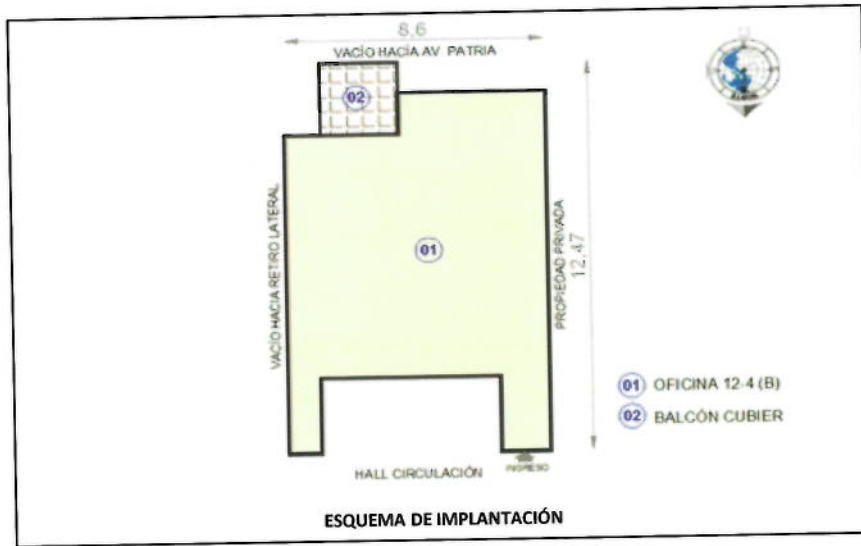 8,6
VACÍO HACÍA AV PATRIA
02
VACÍO HACIA RETIRO LATERAL
01
PROPIEDAD PRIVADA
12,47
01 OFICINA 12-4 (B)
02 BALCÓN CUBIER
HALL CIRCULACIÓN
INGRESO
ESQUEMA DE IMPLANTACIÓN